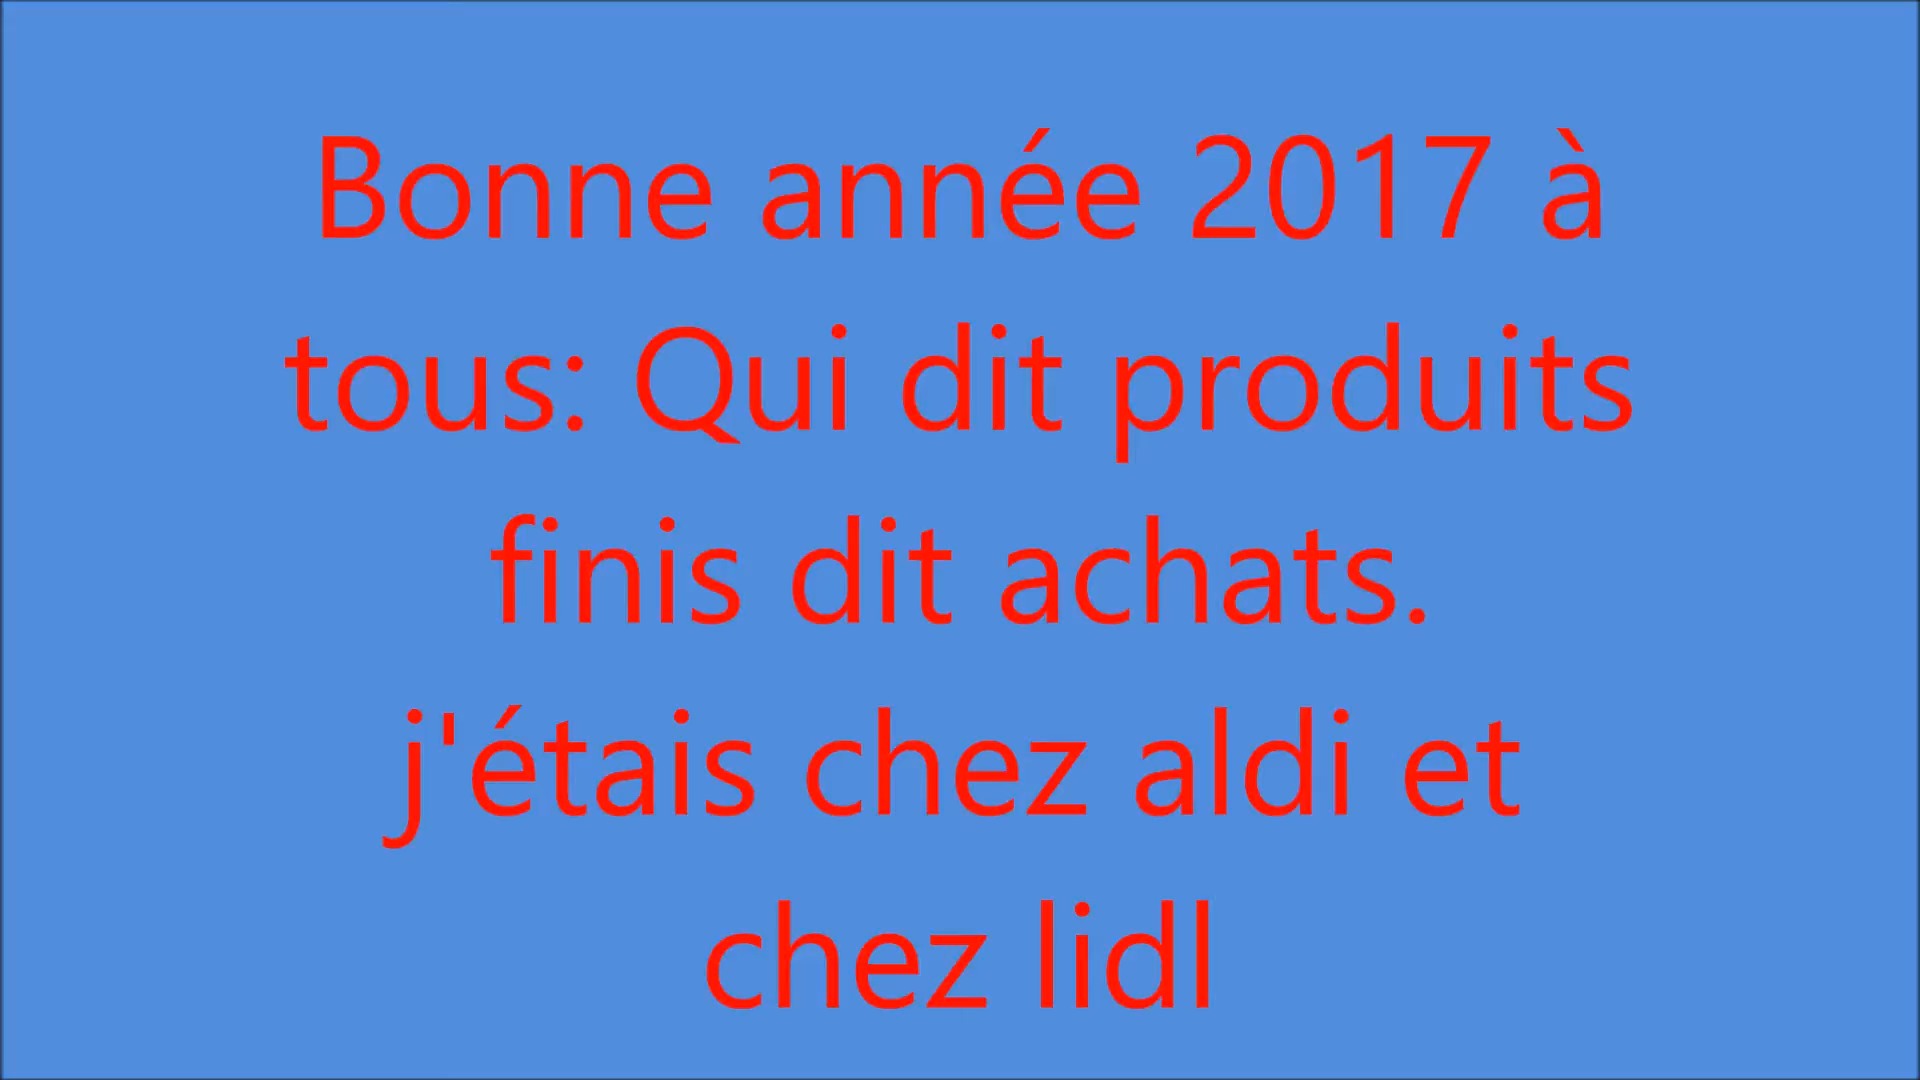 Bonne année 2017 à
tous: Qui dit produits
finis dit achats.
j'étais chez aldi et
chez lidl